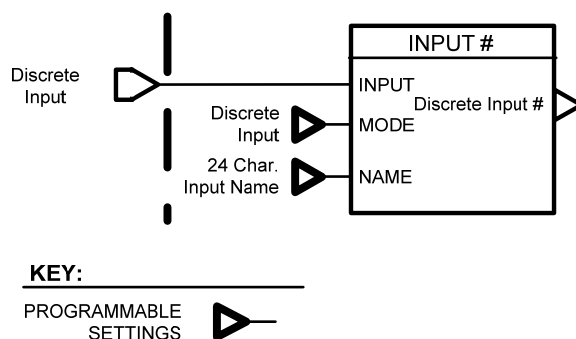 INPUT #
Discrete
Input
INPUT
Discrete Input #
Discrete
Input
MODE
24 Char.
Input Name
NAME
KEY:
PROGRAMMABLE
SETTINGS